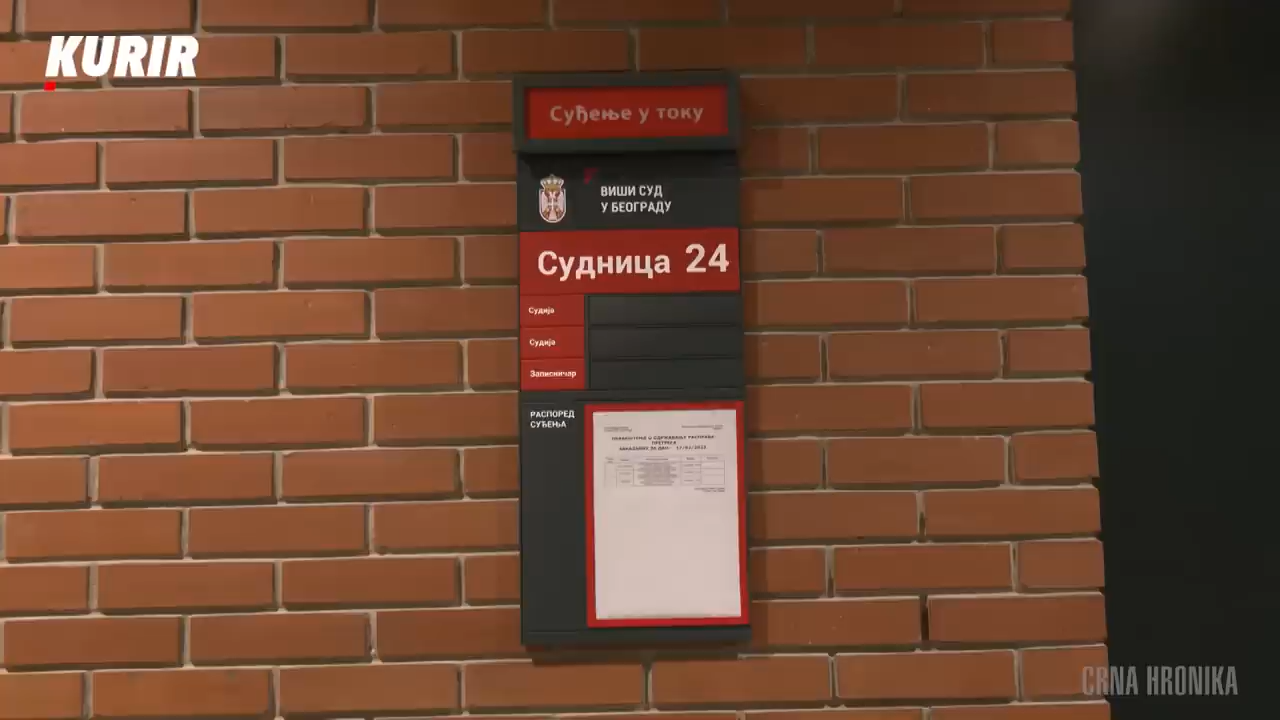 KURIR
Суђење у току
ВИШИ СУД
У БЕОГРАДУ
Судница 24
Судија
Судија
Записничар
РАСПОРЕД
СУЂЕЊА
CRNA HRONIKA